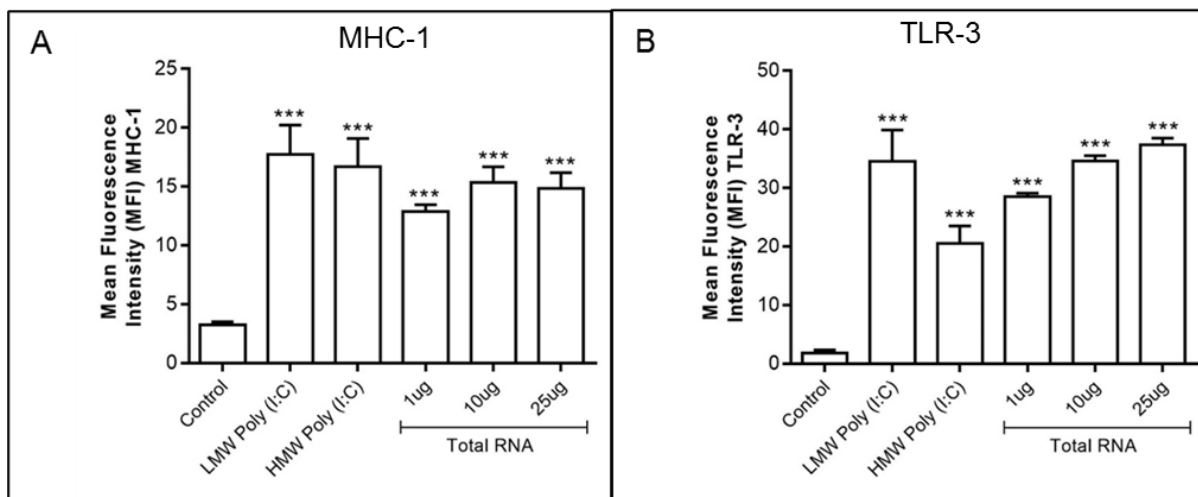 A
MHC-1
Mean Fluorescence
Intensity (MFI) MHC-1
25
20
15
10
5
0
***
***
***
***
***
Control
LMW Poly (I:C)
HMW Poly (I:C)
1ug
10ug
25ug
Total RNA
B
TLR-3
Mean Fluorescence
Intensity (MFI) TLR-3
50
40
30
20
10
0
***
***
***
***
***
Control
LMW Poly (I:C)
HMW Poly (I:C)
1ug
10ug
25ug
Total RNA